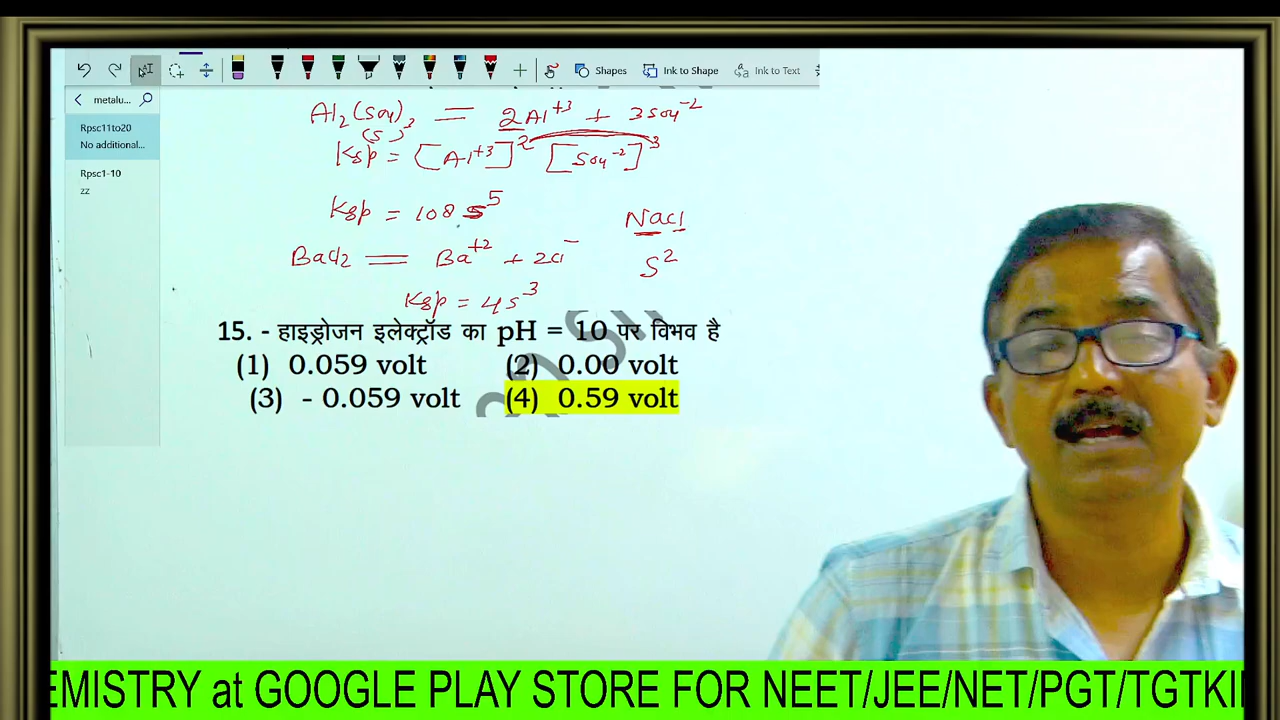 Shapes Ink to Shape Ink to Text
metalu...
Rpsc11to20
No additional...
Rpsc1-10
zz
Al2(SO4)3 = 2Al+3 + 3SO4-2
(s)
Ksp = [Al+3]2 [SO4-2]3
Ksp = 108 s5
NaCl
BaCl2 = Ba+2 + 2Cl-
S2
Ksp = 4s3
15. - हाइड्रोजन इलेक्ट्रॉड का pH = 10 पर विभव है
(1) 0.059 volt (2) 0.00 volt
(3) - 0.059 volt (4) 0.59 volt
EMISTRY at GOOGLE PLAY STORE FOR NEET/JEE/NET/PGT/TGTKI